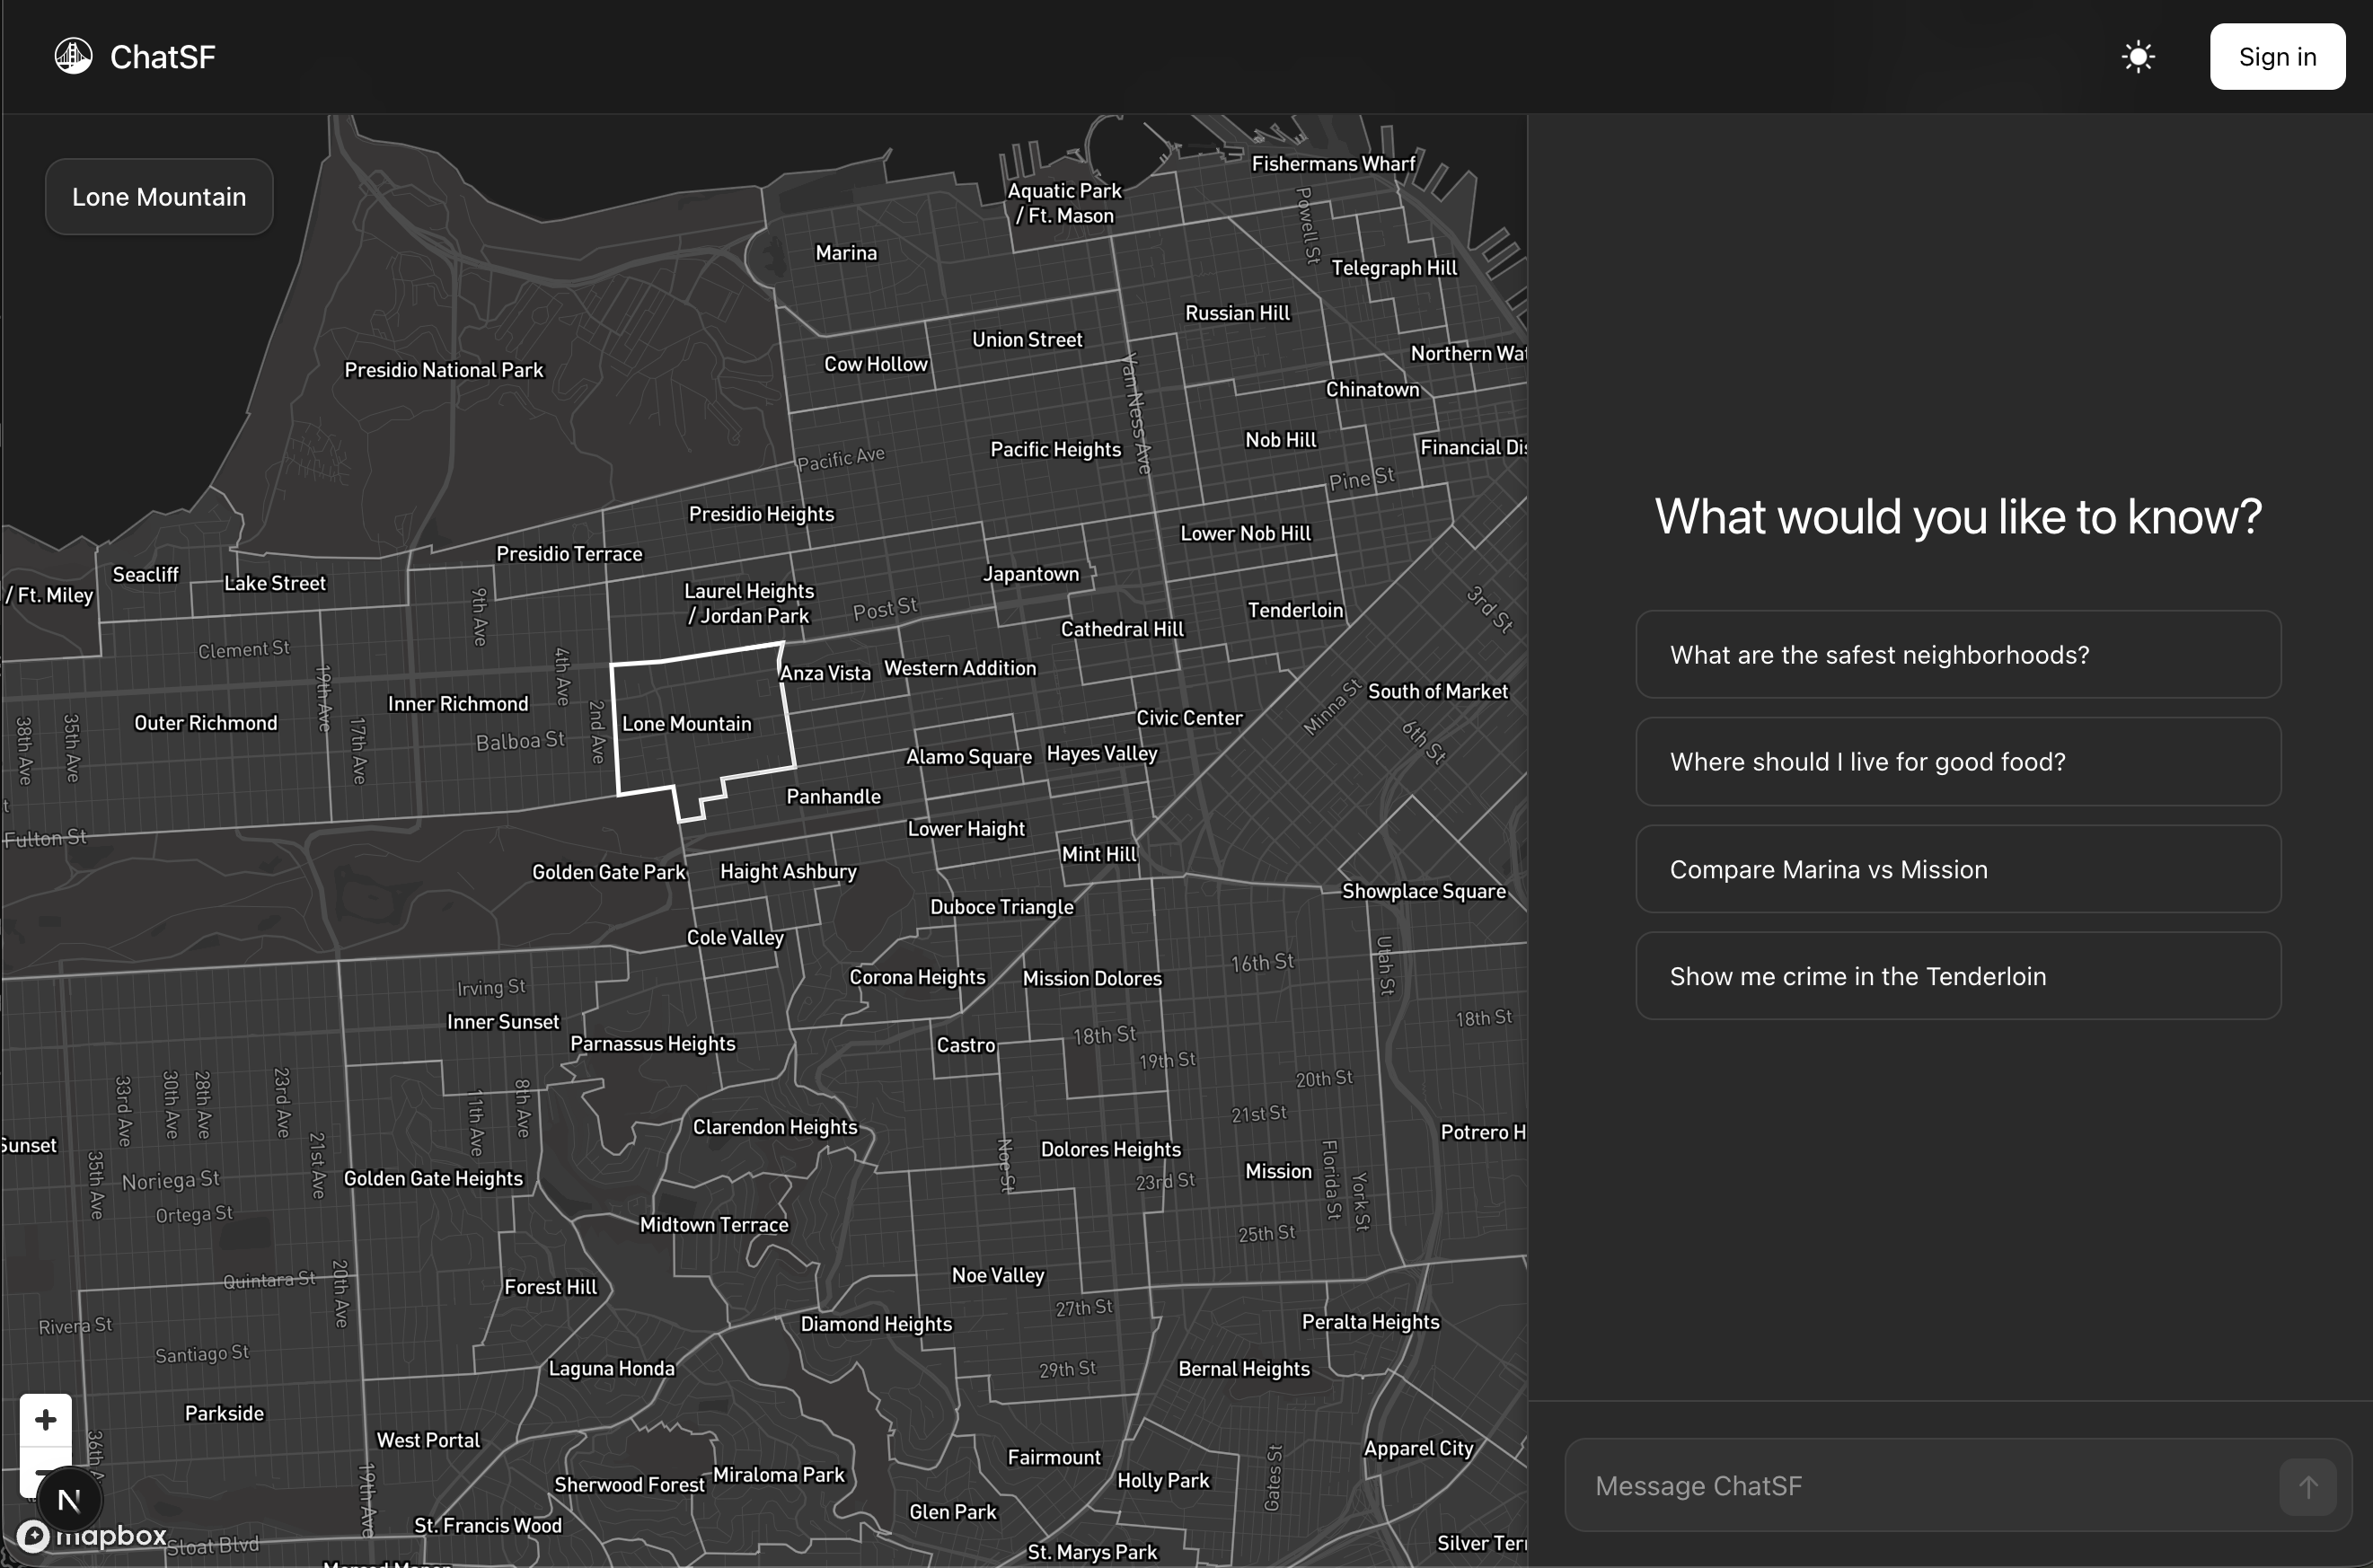 ChatSF
Sign in
Lone Mountain
Fishermans Wharf
Aquatic Park
/ Ft. Mason
Powell St
Marina
Telegraph Hill
Russian Hill
Union Street
Northern Wat
Cow Hollow
Presidio National Park
Van Ness Ave
Chinatown
Nob Hill
Pacific Heights
Financial Dis
Pacific Ave
Pine St
Presidio Heights
Lower Nob Hill
Presidio Terrace
Seacliff
Lake Street
Japantown
/ Ft. Miley
Laurel Heights
/ Jordan Park
Post St
Tenderloin
3rd St
9th Ave
Cathedral Hill
Clement St
4th Ave
Anza Vista
Western Addition
19th Ave
South of Market
Minna St
Inner Richmond
Outer Richmond
Lone Mountain
Civic Center
2nd Ave
38th Ave
35th Ave
17th Ave
Balboa St
6th St
Alamo Square
Hayes Valley
Panhandle
t
Fulton St
Lower Haight
Mint Hill
Golden Gate Park
Haight Ashbury
Showplace Square
Duboce Triangle
Cole Valley
16th St
Utah St
Corona Heights
Mission Dolores
Irving St
Inner Sunset
18th St
18th St
Parnassus Heights
Castro
19th St
20th St
33rd Ave
30th Ave
28th Ave
23rd Ave
11th Ave
8th Ave
21st St
Clarendon Heights
Sunset
Potrero H
21st Ave
Noe St
Dolores Heights
Mission
Florida St
York St
35th Ave
Noriega St
Golden Gate Heights
23rd St
Ortega St
Midtown Terrace
25th St
Quintara St
20th Ave
Forest Hill
Noe Valley
27th St
Rivera St
Diamond Heights
Peralta Heights
Santiago St
Laguna Honda
29th St
Bernal Heights
Parkside
West Portal
36th A
Apparel City
Fairmount
Sherwood Forest
Miraloma Park
Holly Park
Gates St
19th Ave
Glen Park
St. Francis Wood
Sloat Blvd
St. Marys Park
Silver Terr
+
N
mapbox
What would you like to know?
What are the safest neighborhoods?
Where should I live for good food?
Compare Marina vs Mission
Show me crime in the Tenderloin
Message ChatSF